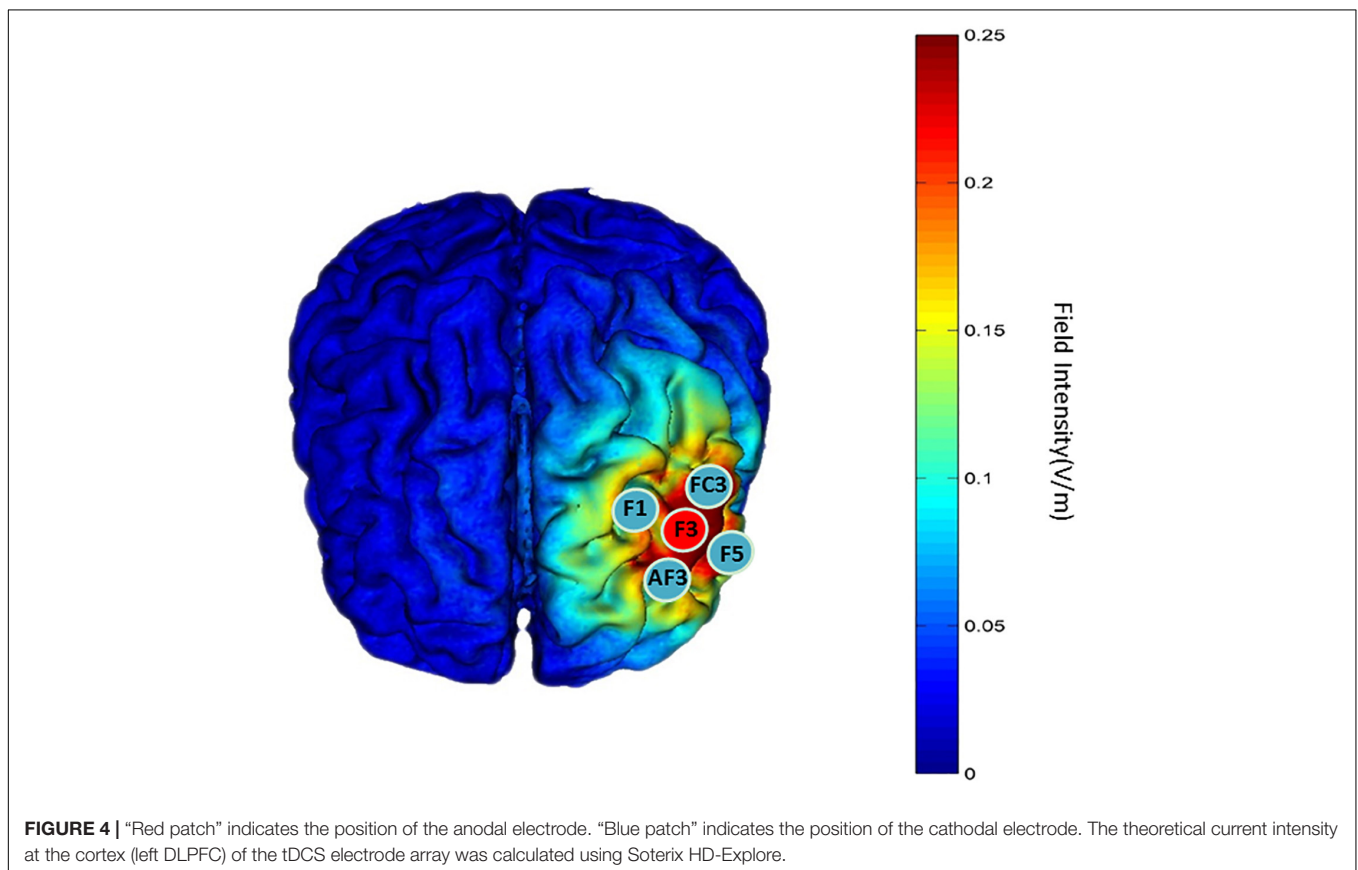 0.25
0.2
0.15
0.1
0.05
0
Field Intensity(V/m)
FC3
F1
F3
F5
AF3
FIGURE 4 | “Red patch” indicates the position of the anodal electrode. “Blue patch” indicates the position of the cathodal electrode. The theoretical current intensity
at the cortex (left DLPFC) of the tDCS electrode array was calculated using Soterix HD-Explore.